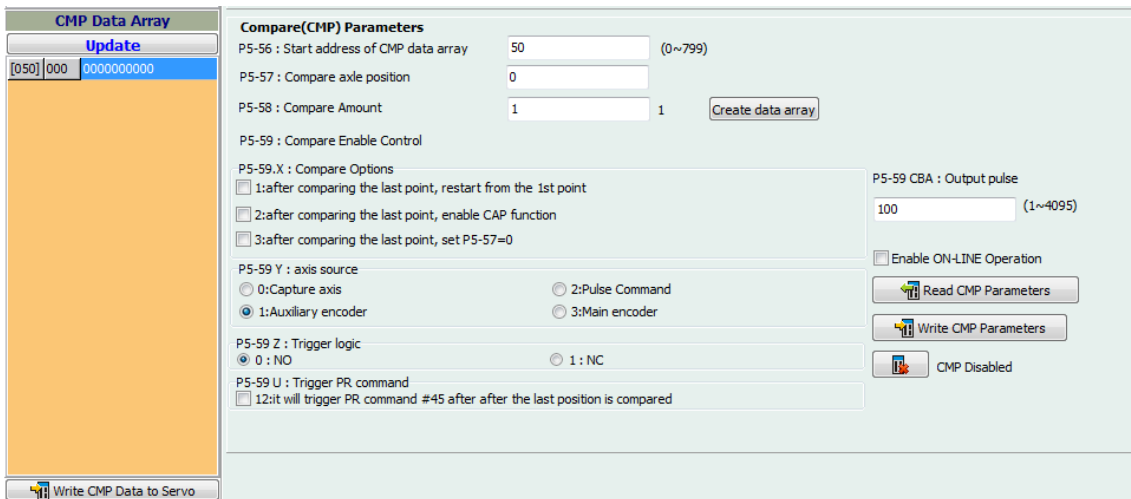 CMP Data Array
Update
[050] 000 0000000000
Write CMP Data to Servo
Compare(CMP) Parameters
P5-56 : Start address of CMP data array 50 (0~799)
P5-57 : Compare axle position 0
P5-58 : Compare Amount 1 1 Create data array
P5-59 : Compare Enable Control
P5-59.X : Compare Options
1:after comparing the last point, restart from the 1st point
2:after comparing the last point, enable CAP function
3:after comparing the last point, set P5-57=0
P5-59 Y : axis source
0:Capture axis 2:Pulse Command
1:Auxiliary encoder 3:Main encoder
P5-59 Z : Trigger logic
0 : NO 1 : NC
P5-59 U : Trigger PR command
12:it will trigger PR command #45 after after the last position is compared
P5-59 CBA : Output pulse
100 (1~4095)
Enable ON-LINE Operation
Read CMP Parameters
Write CMP Parameters
CMP Disabled